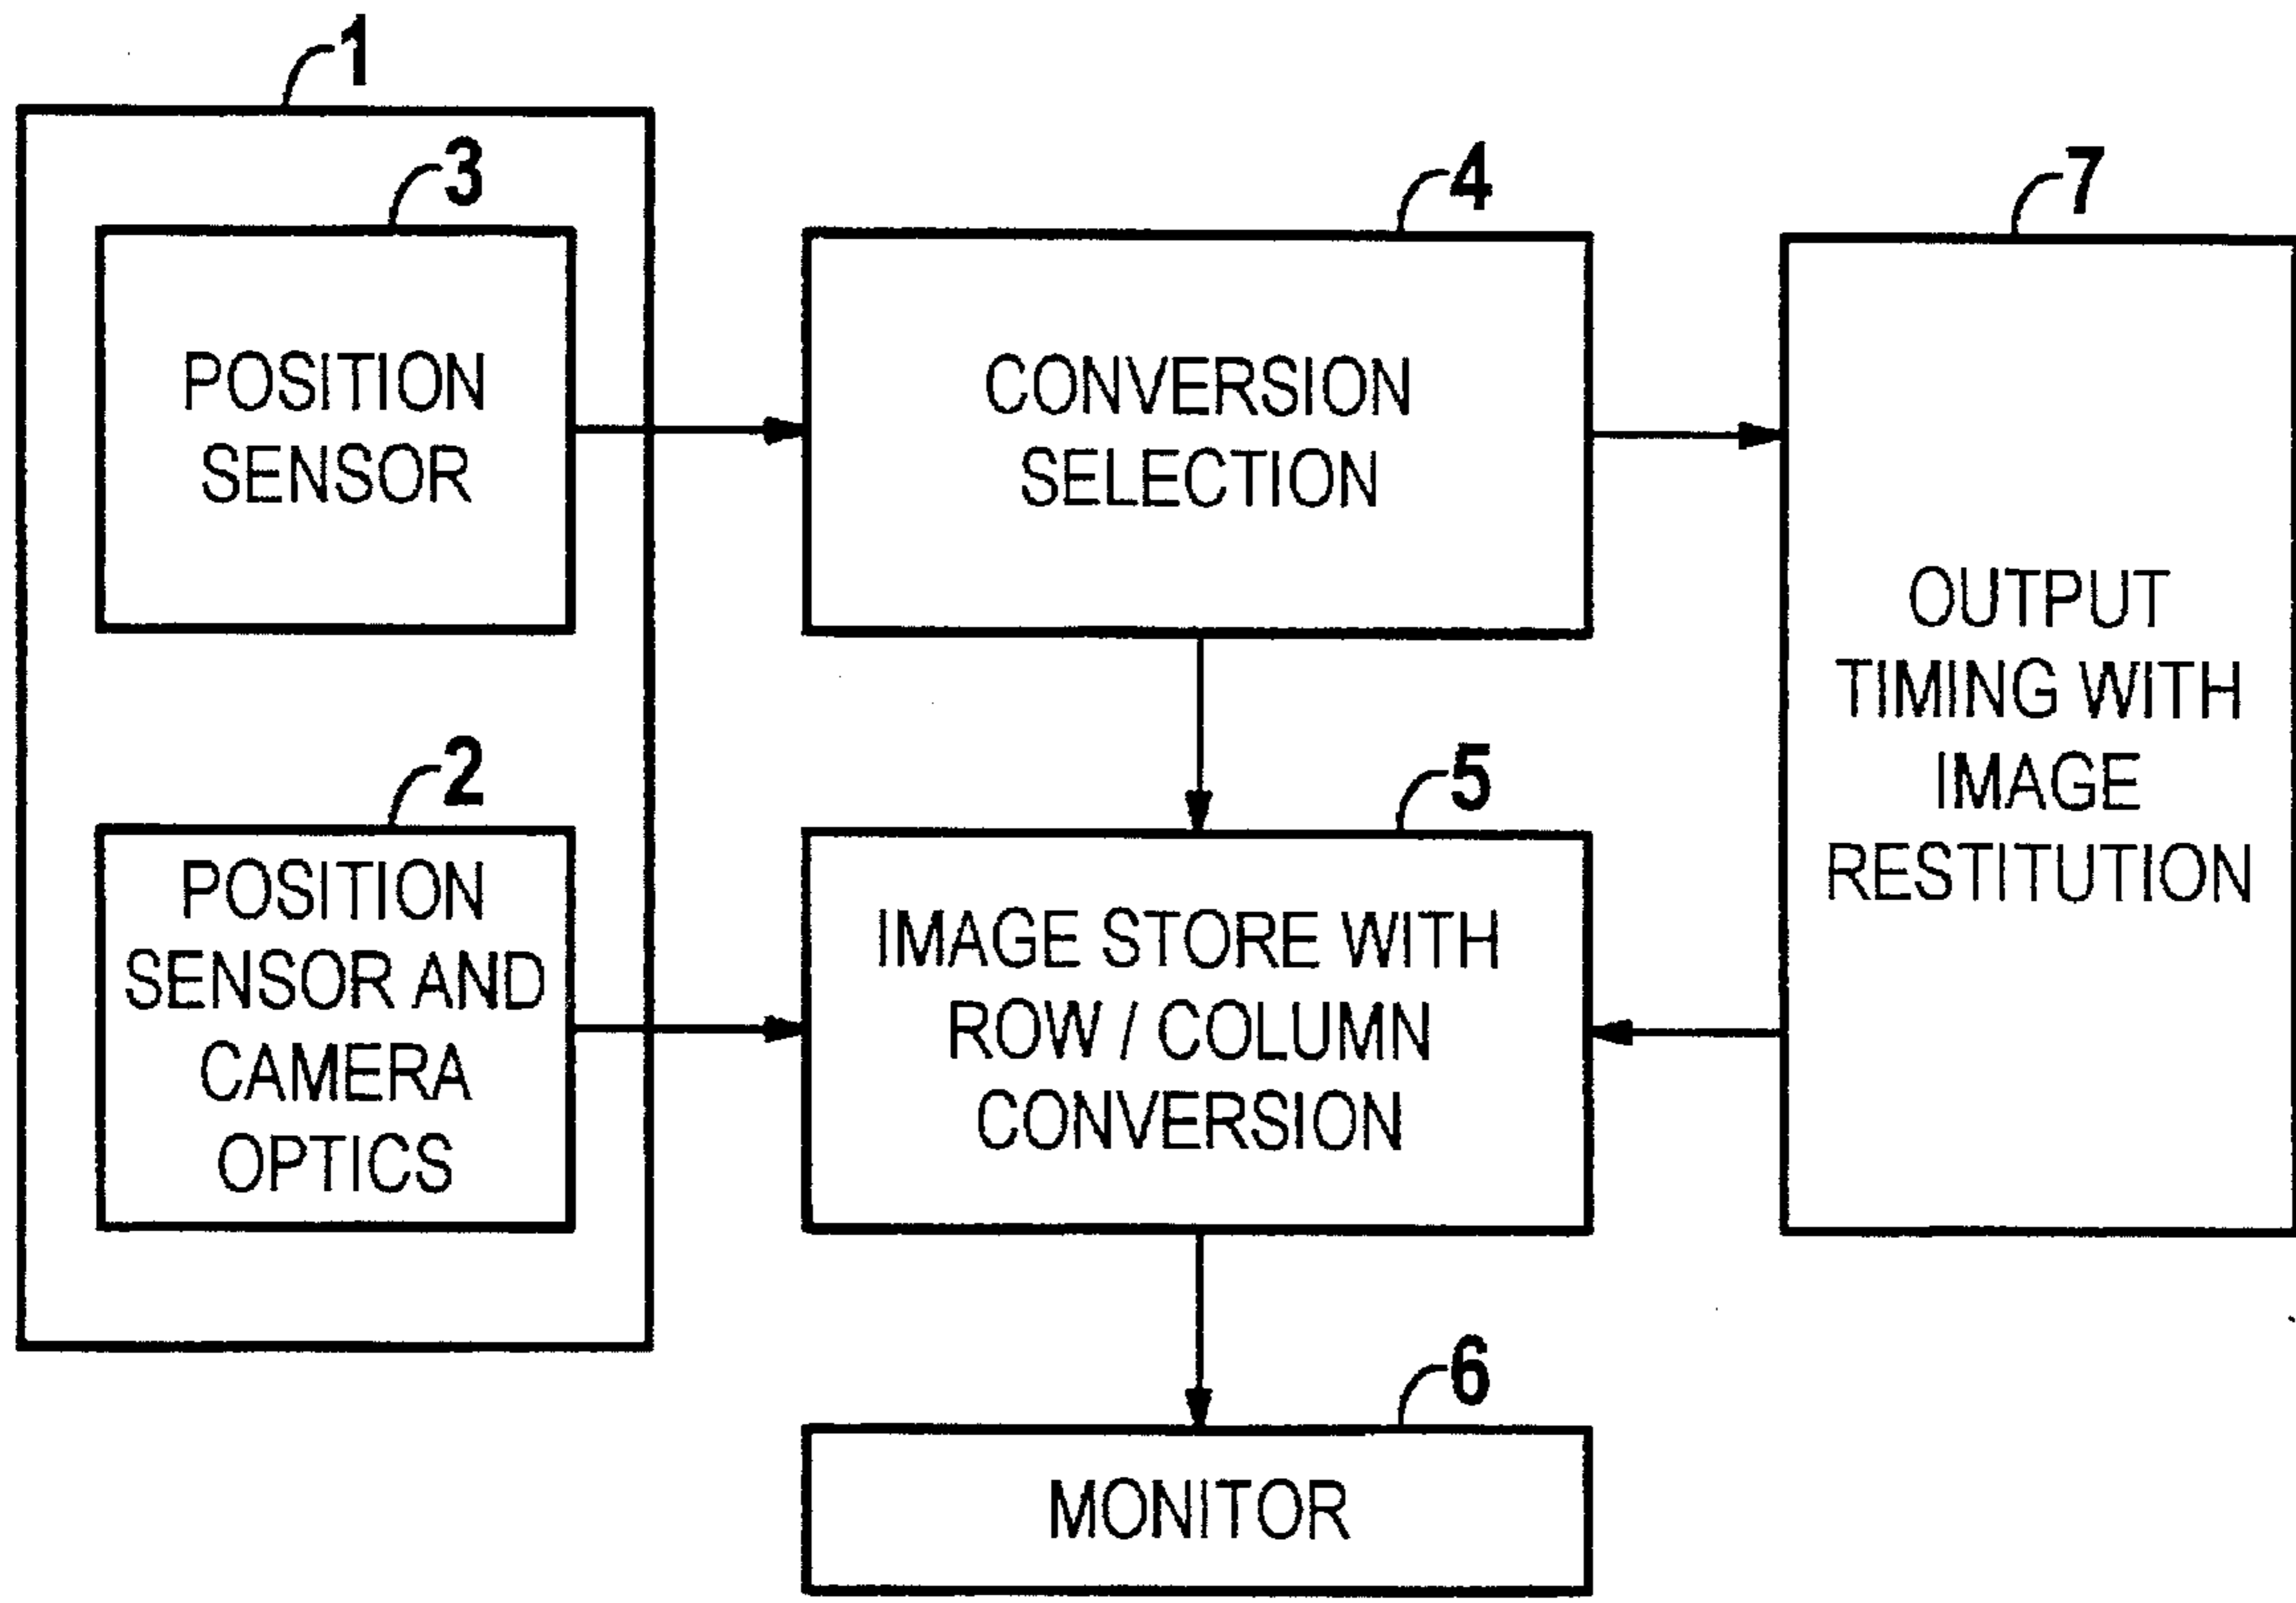 1
3
POSITION
SENSOR
4
CONVERSION
SELECTION
7
OUTPUT
TIMING WITH
IMAGE
RESTITUTION
2
POSITION
SENSOR AND
CAMERA
OPTICS
5
IMAGE STORE WITH
ROW / COLUMN
CONVERSION
6
MONITOR